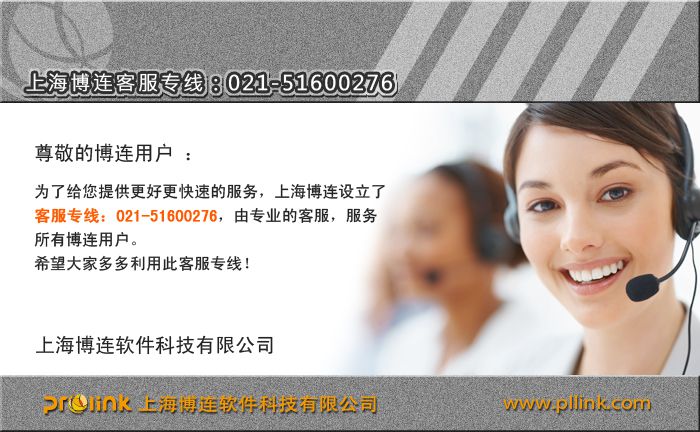 上海博连客服专线：021-51600276
尊敬的博连用户 ：
为了给您提供更好更快速的服务，上海博连设立了
客服专线：021-51600276，由专业的客服，服务
所有博连用户。
希望大家多多利用此客服专线！
上海博连软件科技有限公司
prolink 上海博连软件科技有限公司
www.pllink.com